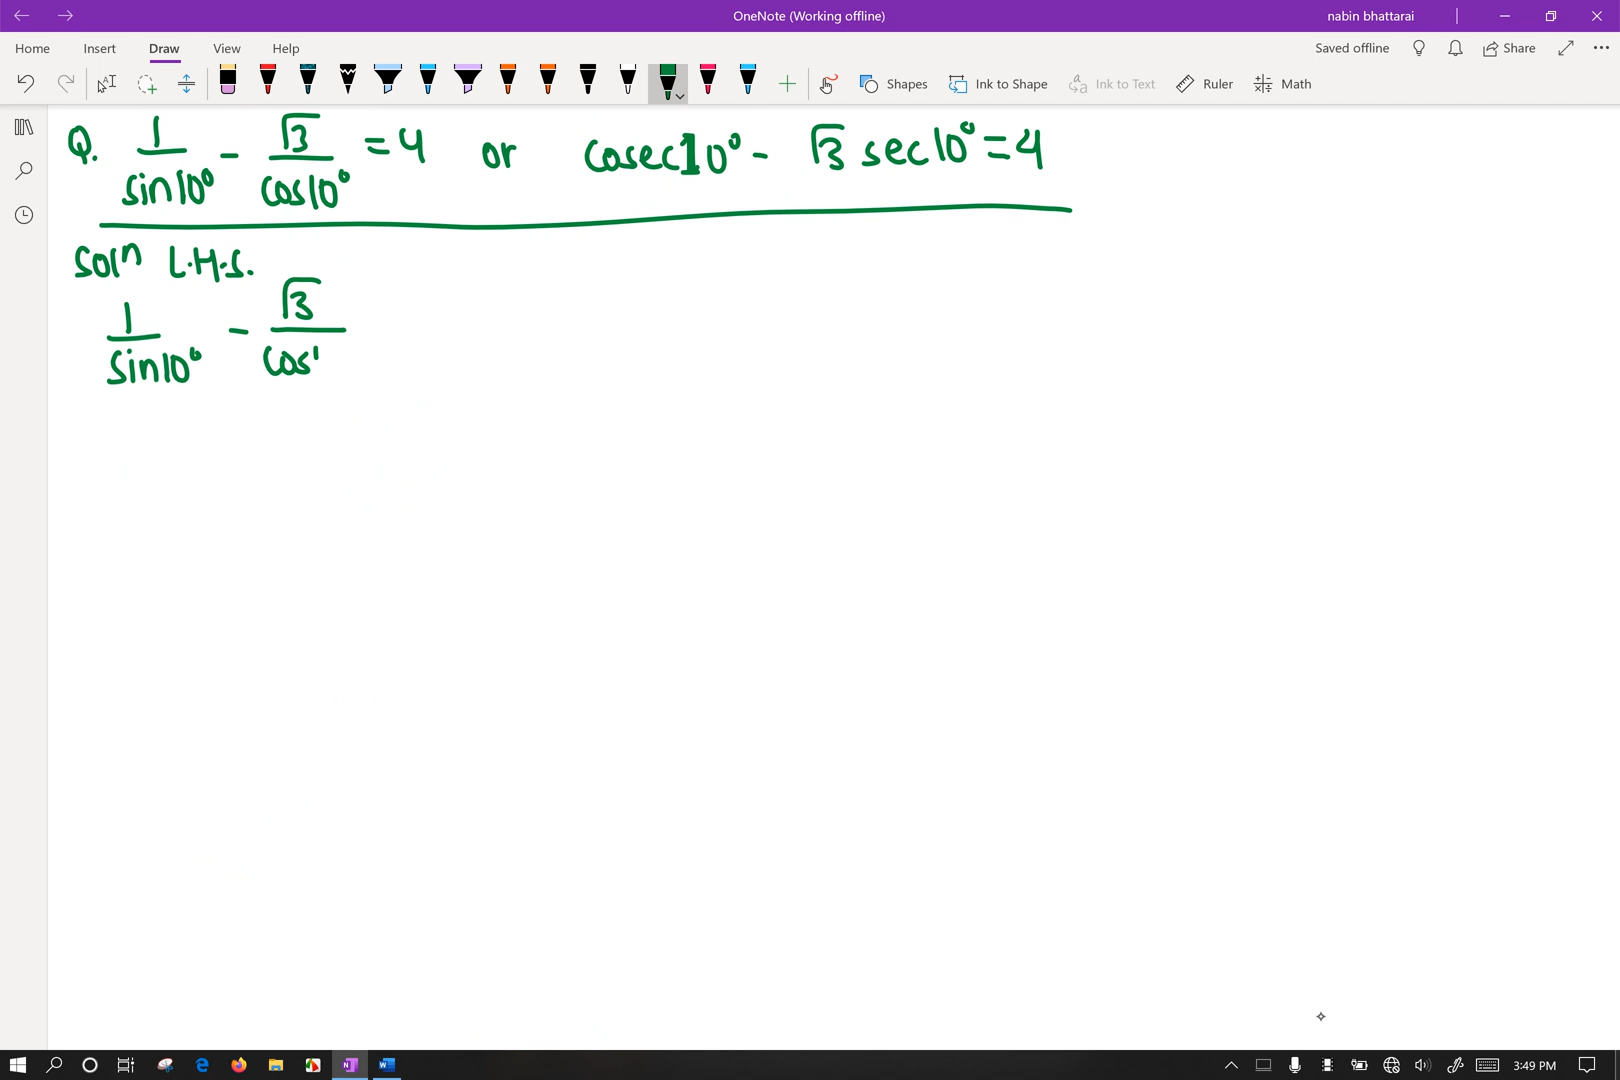 OneNote (Working offline)
nabin bhattarai
Home Insert Draw View Help
Saved offline Share
Shapes Ink to Shape Ink to Text Ruler Math
Q. 1/sin10° - √3/cos10° = 4 or cosec10° - √3 sec10° = 4
Solⁿ L.H.S.
1/sin10° - √3/cos1
3:49 PM